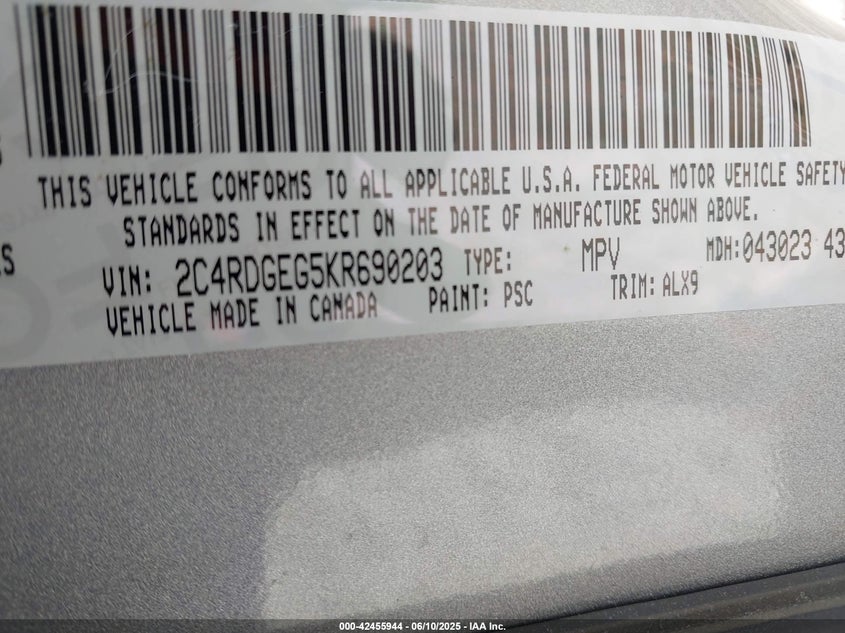 THIS VEHICLE CONFORMS TO ALL APPLICABLE U.S.A. FEDERAL MOTOR VEHICLE SAFETY
STANDARDS IN EFFECT ON THE DATE OF MANUFACTURE SHOWN ABOVE.
VIN: 2C4RDGEG5KR690203 TYPE: MPV MDH:043023 43
VEHICLE MADE IN CANADA PAINT: PSC TRIM: ALX9
000-42455944 - 06/10/2025 - IAA Inc.